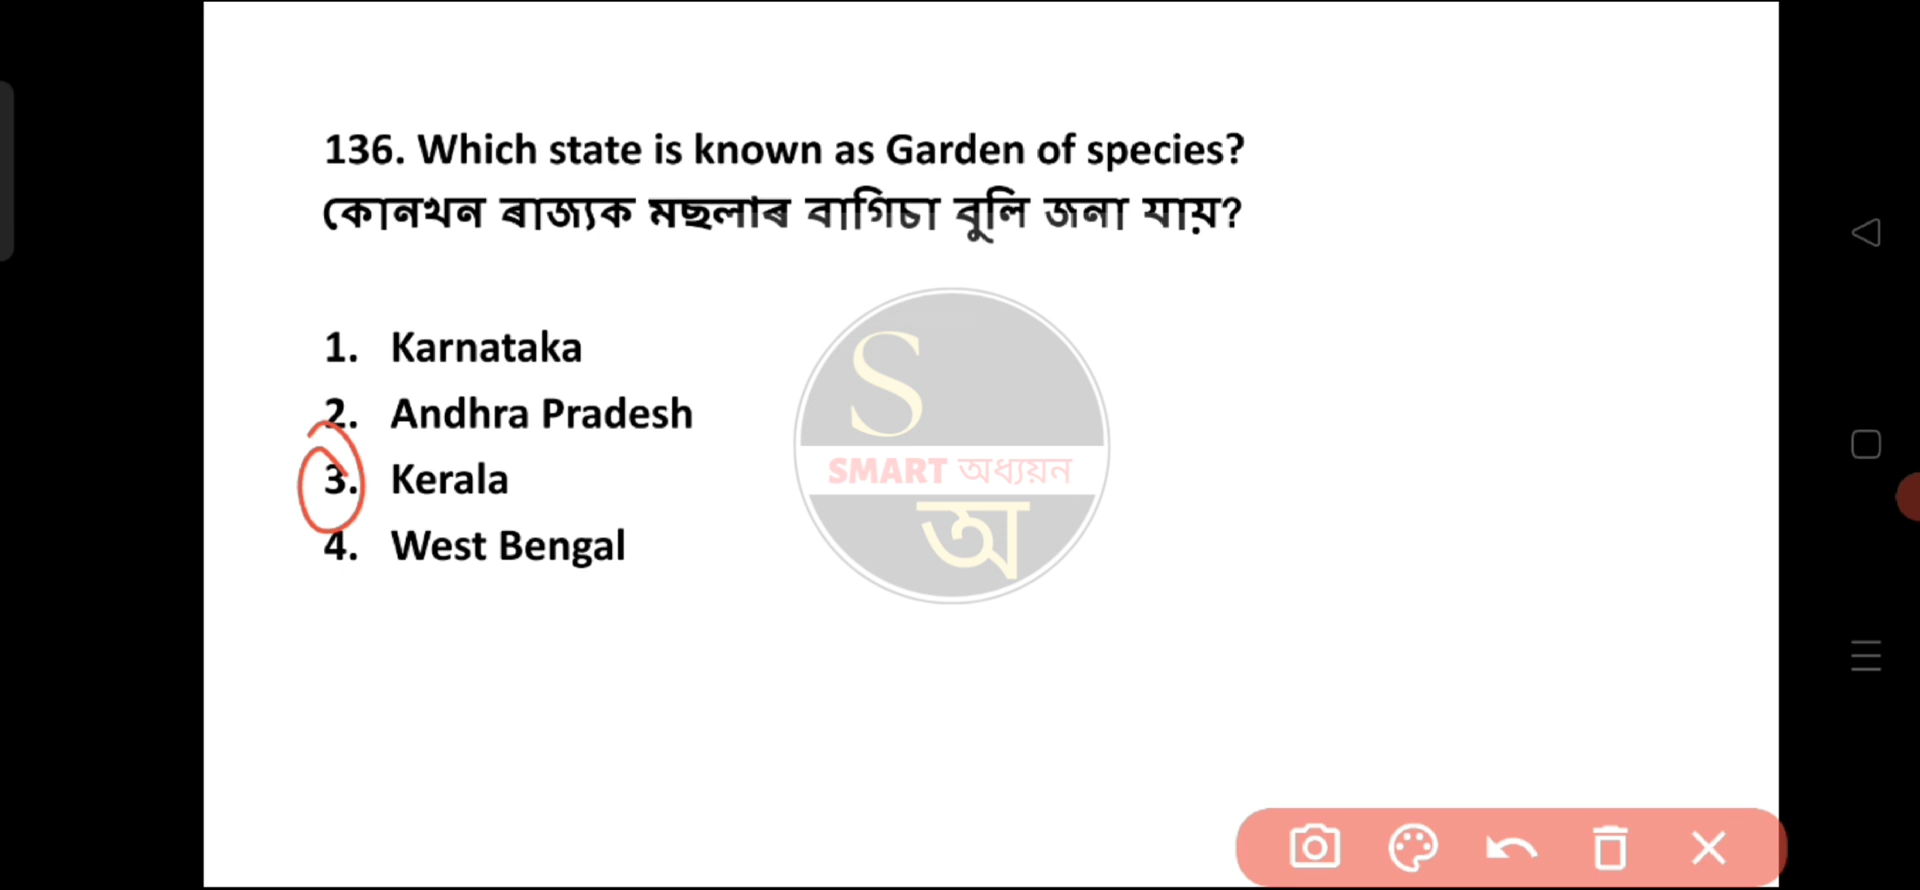 136. Which state is known as Garden of species?
কোনখন ৰাজ্যক মছলাৰ বাগিচা বুলি জনা যায়?
1. Karnataka
2. Andhra Pradesh
3. Kerala
4. West Bengal
S
SMART অধ্যয়ন
অ